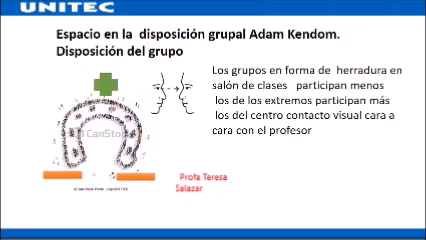 UNITEC
Espacio en la disposición grupal Adam Kendom.
Disposición del grupo
Los grupos en forma de herradura en
salón de clases participan menos
los de los extremos participan más
los del centro contacto visual cara a
cara con el profesor
CanStock
Profa Teresa
Salazar